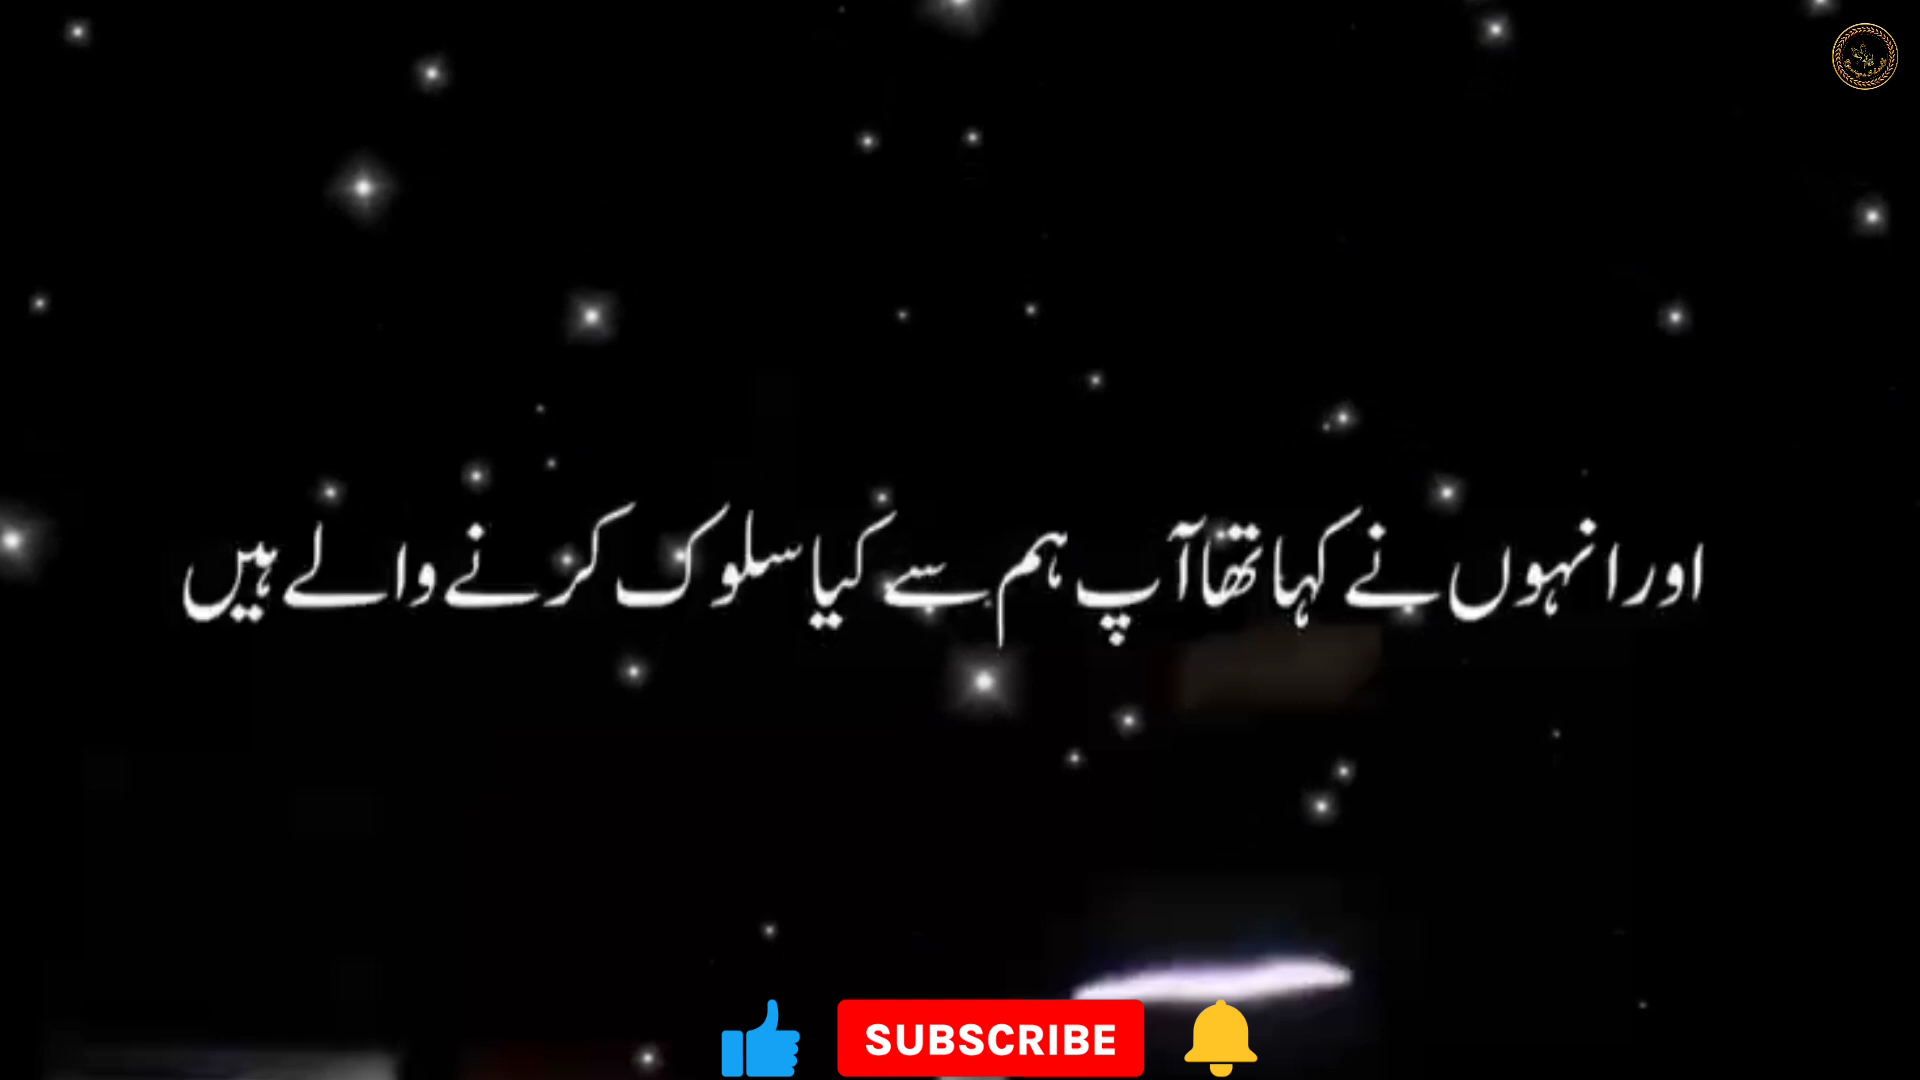 اور انہوں نے کہا تھا آپ ہم سے کیا سلوک کرنے والے ہیں
SUBSCRIBE